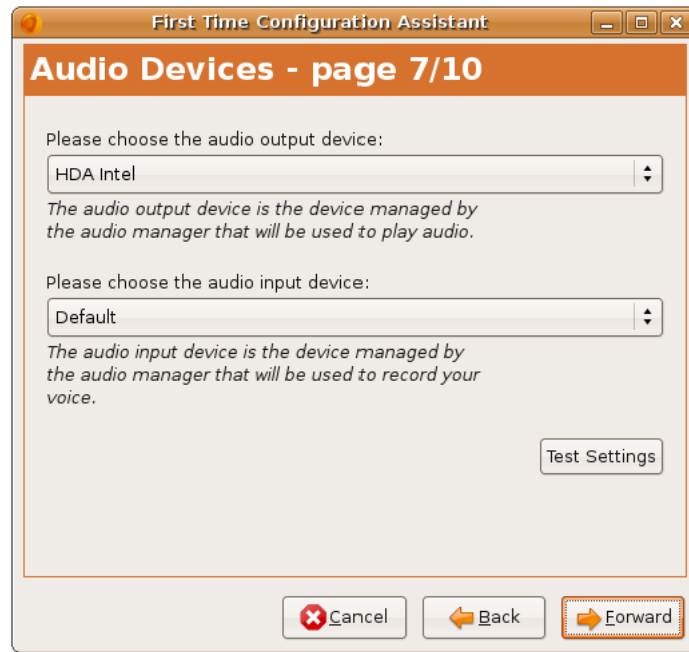 First Time Configuration Assistant
Audio Devices - page 7/10
Please choose the audio output device:
HDA Intel
The audio output device is the device managed by
the audio manager that will be used to play audio.
Please choose the audio input device:
Default
The audio input device is the device managed by
the audio manager that will be used to record your
voice.
Test Settings
Cancel Back Forward